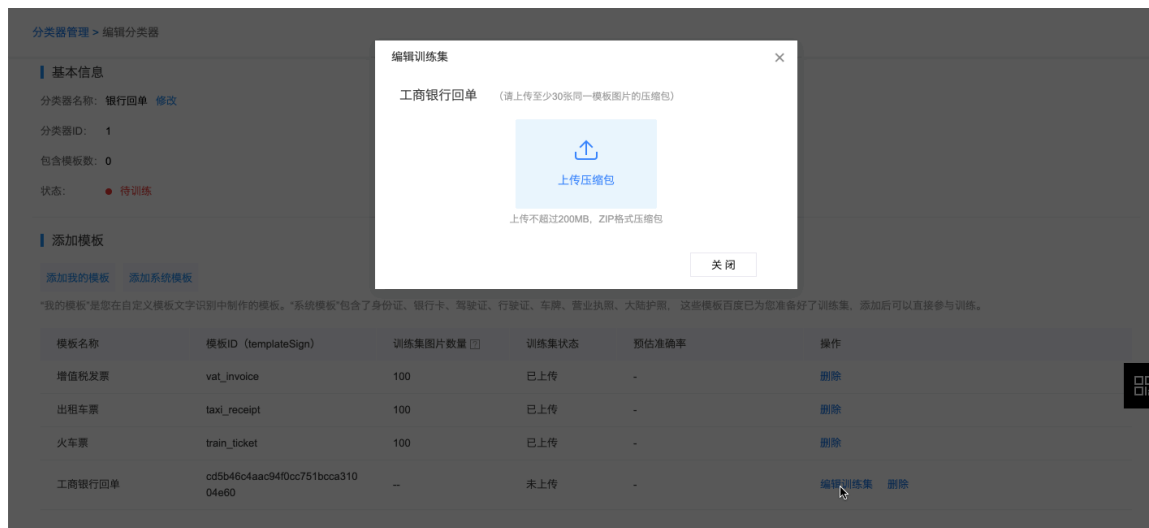 分类器管理 > 编辑分类器
基本信息
分类器名称： 银行回单 修改
分类器ID： 1
包含模板数： 0
状态： 待训练
编辑训练集
工商银行回单 （请上传至少30张同一模板图片的压缩包）
上传压缩包
上传不超过200MB，ZIP格式压缩包
关 闭
添加模板
添加我的模板 添加系统模板
“我的模板”是您在自定义模板文字识别中制作的模板。“系统模板”包含了身份证、银行卡、驾驶证、行驶证、车牌、营业执照、大陆护照， 这些模板百度已为您准备好了训练集，添加后可以直接参与训练。
模板名称 模板ID（templateSign） 训练集图片数量 ? 训练集状态 预估准确率 操作
增值税发票 vat_invoice 100 已上传 - 删除
出租车票 taxi_receipt 100 已上传 - 删除
火车票 train_ticket 100 已上传 - 删除
工商银行回单 cd5b46c4aac94f0cc751bcca310 -- 未上传 - 编辑训练集 删除
04e60